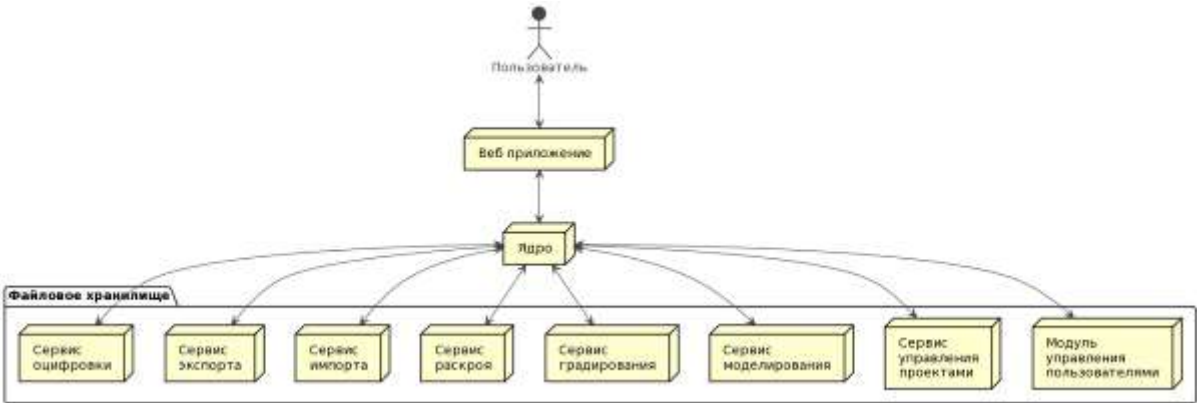 Пользователь
Веб приложение
Ядро
Файловое хранилище
Сервис
оцифровки
Сервис
экспорта
Сервис
импорта
Сервис
раскроя
Сервис
градирования
Сервис
моделирования
Сервис
управления
проектами
Модуль
управления
пользователями